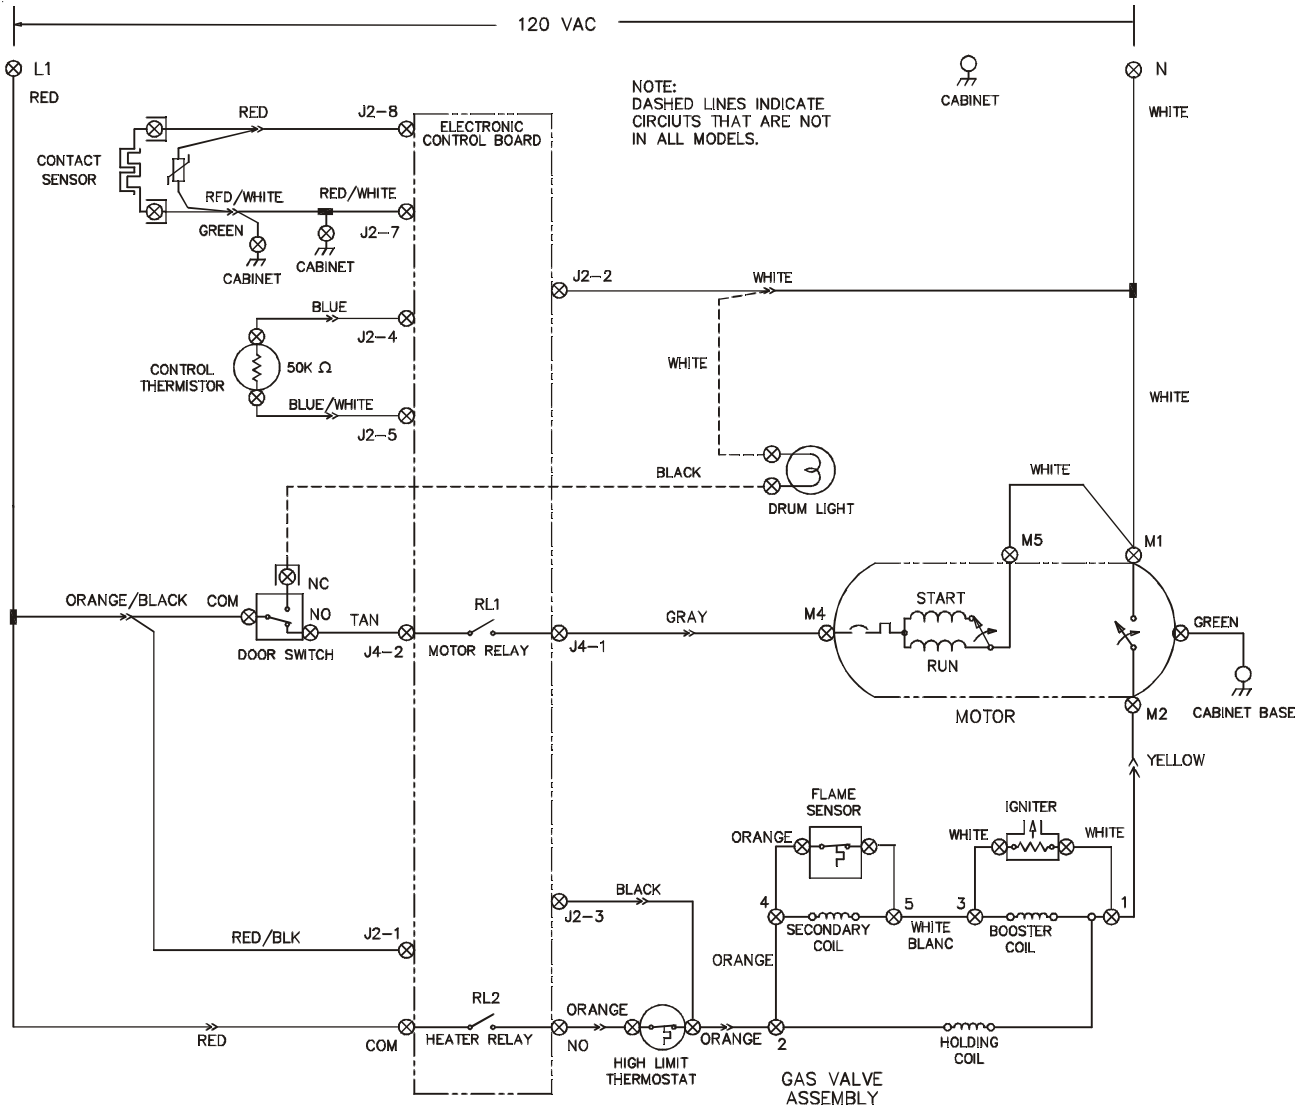 120 VAC
L1
RED
N
WHITE
CABINET
NOTE:
DASHED LINES INDICATE
CIRCIUTS THAT ARE NOT
IN ALL MODELS.
RED
J2-8
ELECTRONIC
CONTROL BOARD
CONTACT
SENSOR
RED/WHITE
RED/WHITE
GREEN
J2-7
CABINET
CABINET
J2-2
WHITE
BLUE
J2-4
CONTROL
THERMISTOR
50K Ω
BLUE/WHITE
J2-5
WHITE
WHITE
BLACK
DRUM LIGHT
WHITE
M5
M1
ORANGE/BLACK
COM
NC
NO
TAN
DOOR SWITCH
J4-2
RL1
MOTOR RELAY
J4-1
GRAY
M4
START
RUN
MOTOR
GREEN
CABINET BASE
M2
YELLOW
FLAME
SENSOR
ORANGE
IGNITER
WHITE
WHITE
BLACK
J2-3
4
5
3
1
SECONDARY
COIL
WHITE
BLANC
BOOSTER
COIL
RED/BLK
J2-1
ORANGE
RED
COM
RL2
HEATER RELAY
ORANGE
NO
HIGH LIMIT
THERMOSTAT
ORANGE
2
HOLDING
COIL
GAS VALVE
ASSEMBLY